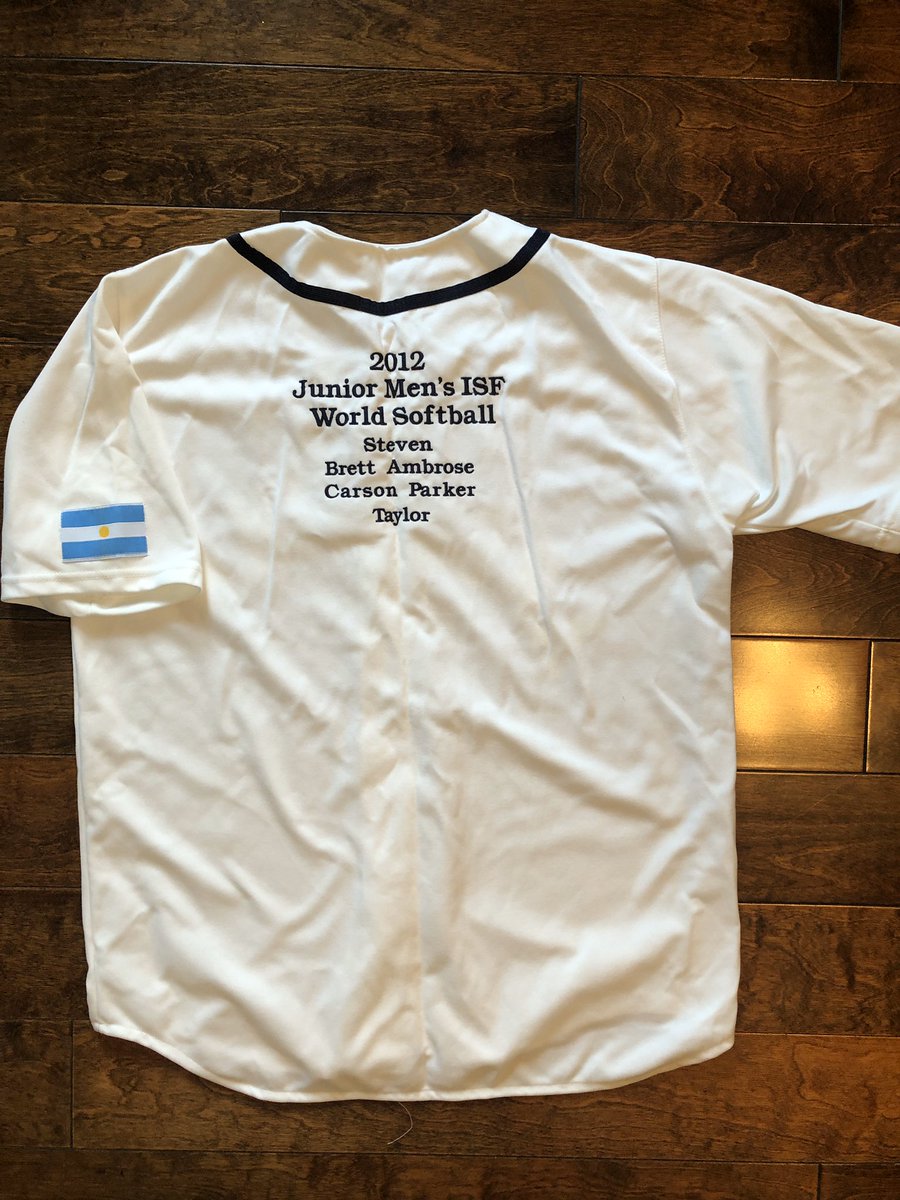 2012
Junior Men's ISF
World Softball
Steven
Brett Ambrose
Carson Parker
Taylor